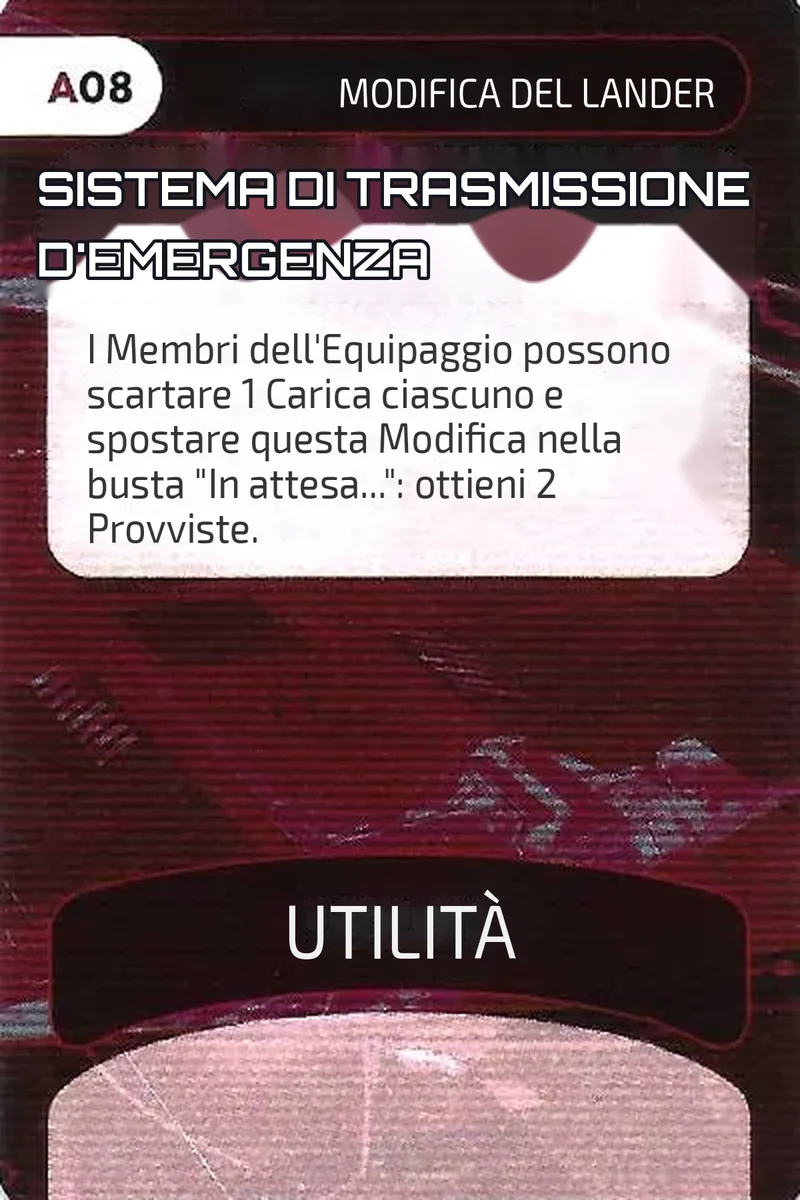 A08
MODIFICA DEL LANDER
SISTEMA DI TRASMISSIONE
D'EMERGENZA
I Membri dell'Equipaggio possono
scartare 1 Carica ciascuno e
spostare questa Modifica nella
busta "In attesa...": ottieni 2
Provviste.
UTILITÀ